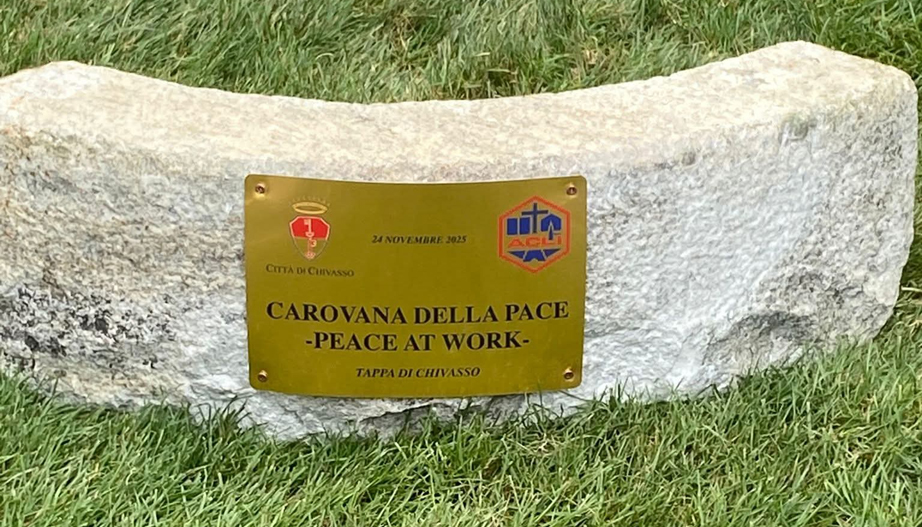 24 NOVEMBRE 2025
ACLI
CITTÀ DI CHIVASSO
CAROVANA DELLA PACE
-PEACE AT WORK-
TAPPA DI CHIVASSO